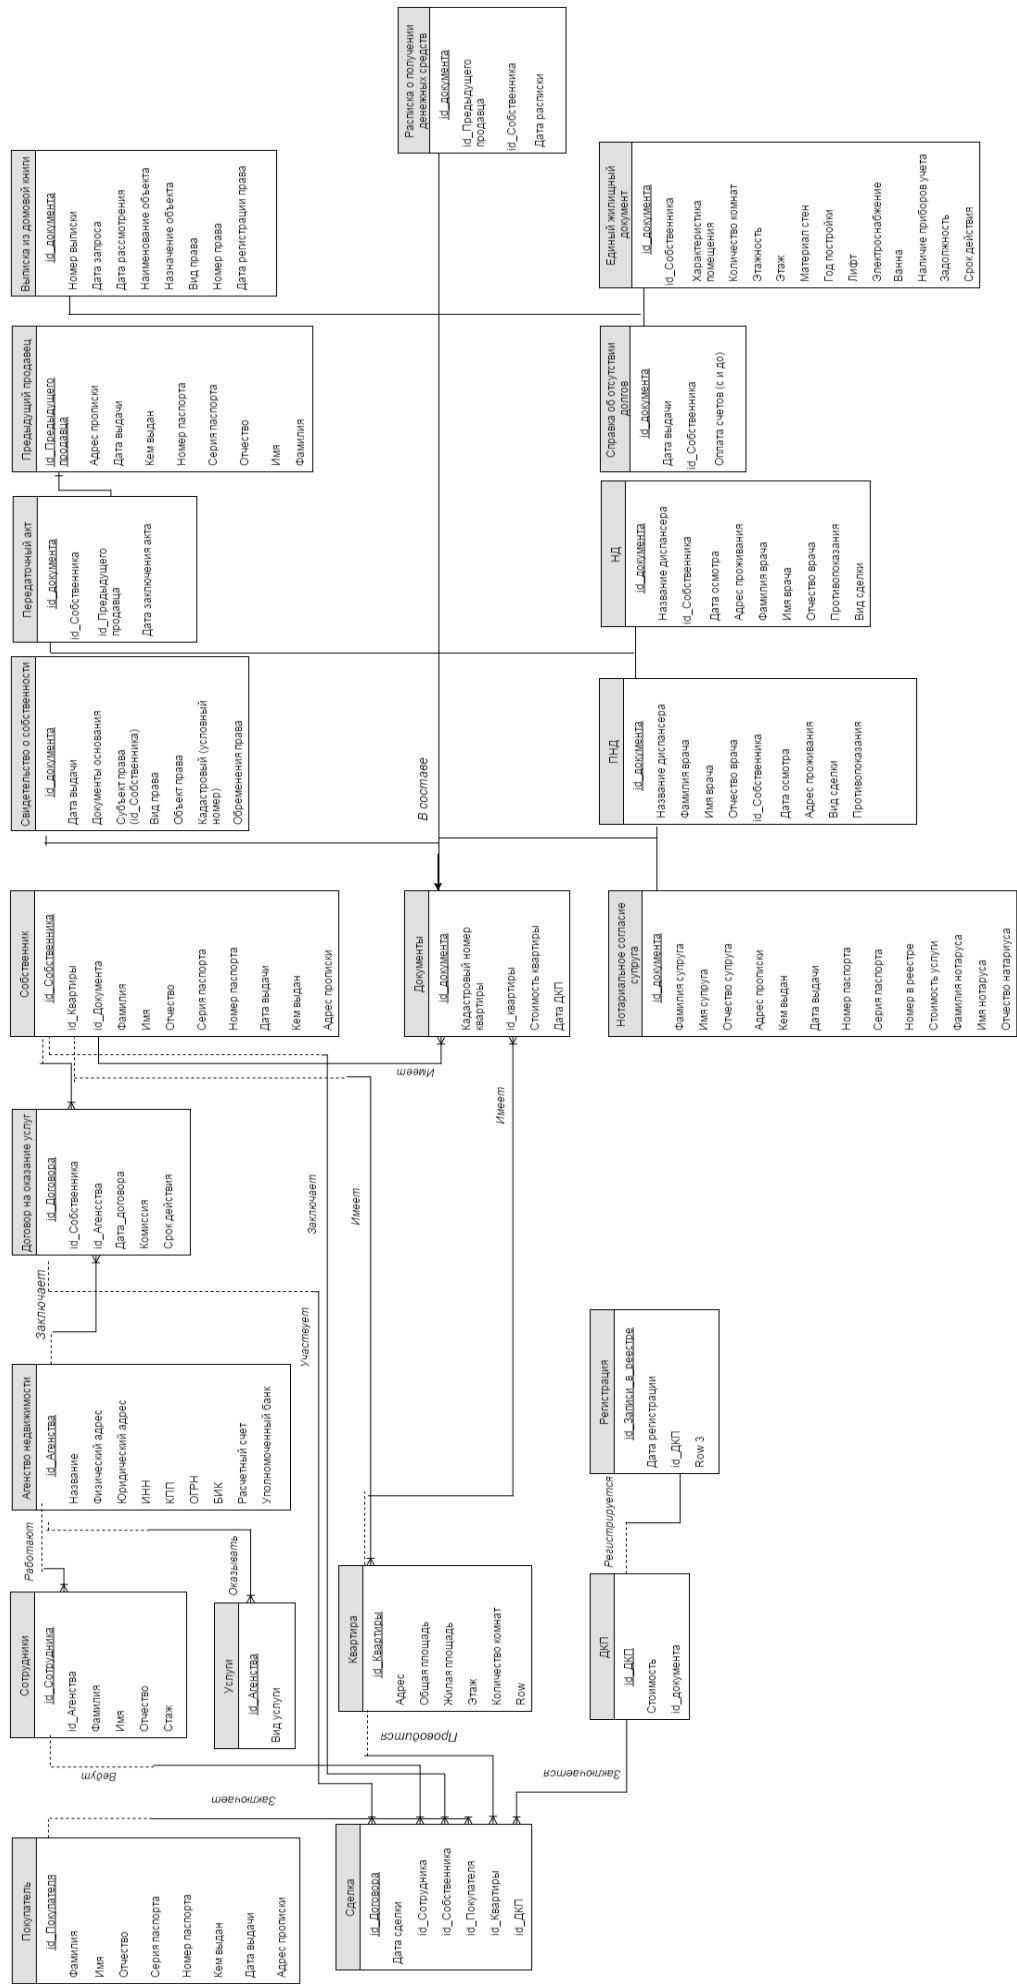 Покупатель
id_Покупателя
Фамилия
Имя
Отчество
Серия паспорта
Номер паспорта
Кем выдан
Дата выдачи
Адрес прописки
Сотрудники
id_Сотрудника
id_Агенства
Фамилия
Имя
Отчество
Стаж
Работают
Агенство недвижимости
id_Агенства
Название
Физический адрес
Юридический адрес
ИНН
КПП
ОГРН
БИК
Расчетный счет
Уполномоченный банк
Заключает
Договор на оказание услуг
id_Договора
id_Собственника
id_Агенсства
Дата_договора
Комиссия
Срок действия
Собственник
id_Собственника
id_Квартиры
id_Документа
Фамилия
Имя
Отчество
Серия паспорта
Номер паспорта
Дата выдачи
Кем выдан
Адрес прописки
Свидетельство о собственности
id_документа
Дата выдачи
Документы основания
Субъект права
(id_Собственника)
Вид права
Объект права
Кадастровый (условный
номер)
Обременения права
Передаточный акт
id_документа
id_Собственника
id_Предыдущего
продавца
Дата заключения акта
Предыдущий продавец
id_Предыдущего
продавца
Адрес прописки
Дата выдачи
Кем выдан
Номер паспорта
Серия паспорта
Отчество
Имя
Фамилия
Выписка из домовой книги
id_документа
Номер выписки
Дата запроса
Дата рассмотрения
Наименование объекта
Назначение объекта
Вид права
Номер права
Дата регистрации права
Ведут
Заключает
Услуги
id_Агенства
Вид услуги
Оказывать
Участвует
Заключает
Имеет
Имеет
Имеет
В составе
Сделка
id_Договора
Дата сделки
id_Сотрудника
id_Собственника
id_Покупателя
id_Квартиры
id_ДКП
Проводится
Квартира
id_Квартиры
Адрес
Общая площадь
Жилая площадь
Этаж
Количество комнат
Row
Документы
id_документа
Кадастровый номер
квартиры
id_квартиры
Стоимость квартиры
Дата ДКП
Расписка о получении
денежных средств
id_документа
id_Предыдущего
продавца
id_Собственника
Дата расписки
Заключается
ДКП
id_ДКП
Стоимость
id_документа
Регистрируется
Регистрация
id_Записи_в_реестре
Дата регистрации
id_ДКП
Row 3
Нотариальное согласие
супруга
id_документа
Фамилия супруга
Имя супруга
Отчество супруга
Адрес прописки
Кем выдан
Дата выдачи
Номер паспорта
Серия паспорта
Номер в реестре
Стоимость услуги
Фамилия нотаруса
Имя нотаруса
Отчество натариуса
ПНД
id_документа
Название диспансера
Фамилия врача
Имя врача
Отчество врача
id_Собственника
Дата осмотра
Адрес проживания
Вид сделки
Противопоказания
НД
id_документа
Название диспансера
id_Собственника
Дата осмотра
Адрес проживания
Фамилия врача
Имя врача
Отчество врача
Противопоказания
Вид сделки
Справка об отсутствии
долгов
id_документа
Дата выдачи
id_Собственника
Оплата счетов (с и до)
Единый жилищный
документ
id_документа
id_Собственника
Характеристика
помещения
Количество комнат
Этажность
Этаж
Материал стен
Год постройки
Лифт
Электроснабжение
Ванна
Наличие приборов учета
Задолжность
Срок действия